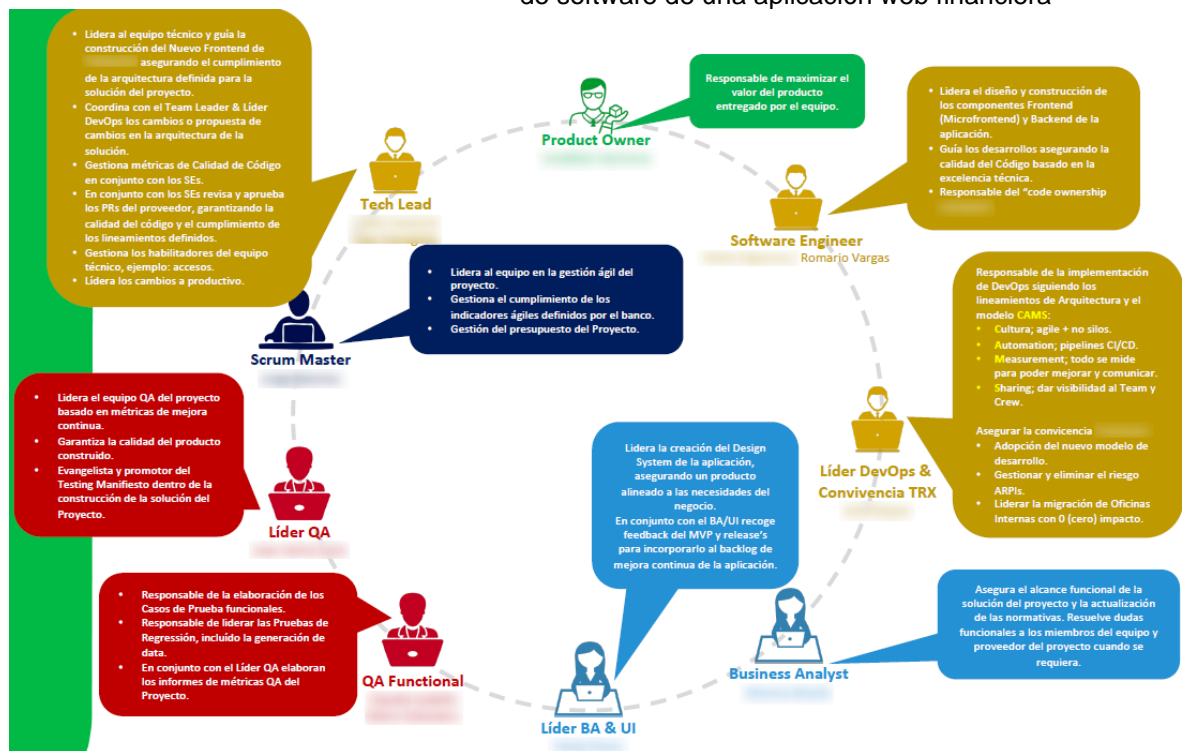 de software de una aplicación web financiera
• Lidera al equipo técnico y guía la
construcción del Nuevo Frontend de
asegurando el cumplimiento
de la arquitectura definida para la
solución del proyecto.
• Coordina con el Team Leader & Líder
DevOps los cambios o propuesta de
cambios en la arquitectura de la
solución.
• Gestiona métricas de Calidad de Código
en conjunto con los SEs.
• En conjunto con los SEs revisa y aprueba
los PRs del proveedor, garantizando la
calidad del código y el cumplimiento de
los lineamientos definidos.
• Gestiona los habilitadores del equipo
técnico, ejemplo: accesos.
• Lidera los cambios a productivo.
Tech Lead
Responsable de maximizar el
valor del producto
entregado por el equipo.
Product Owner
• Lidera el diseño y construcción de
los componentes Frontend
(Microfrontend) y Backend de la
aplicación.
• Guía los desarrollos asegurando la
calidad del Código basado en la
excelencia técnica.
• Responsable del “code ownership
Software Engineer
Romario Vargas
• Lidera al equipo en la gestión ágil del
proyecto.
• Gestiona el cumplimiento de los
indicadores ágiles definidos por el banco.
• Gestión del presupuesto del Proyecto.
Scrum Master
Responsable de la implementación
de DevOps siguiendo los
lineamientos de Arquitectura y el
modelo CAMS:
• Cultura; agile + no silos.
• Automation; pipelines CI/CD.
• Measurement; todo se mide
para poder mejorar y comunicar.
• Sharing; dar visibilidad al Team y
Crew.
Asegurar la convicencia
• Adopción del nuevo modelo de
desarrollo.
• Gestionar y eliminar el riesgo
ARPIs.
• Liderar la migración de Oficinas
Internas con 0 (cero) impacto.
Líder DevOps &
Convivencia TRX
• Lidera el equipo QA del proyecto
basado en métricas de mejora
continua.
• Garantiza la calidad del producto
construido.
• Evangelista y promotor del
Testing Manifiesto dentro de la
construcción de la solución del
Proyecto.
Líder QA
Lidera la creación del Design
System de la aplicación,
asegurando un producto
alineado a las necesidades del
negocio.
En conjunto con el BA/UI recoge
feedback del MVP y release’s
para incorporarlo al backlog de
mejora continua de la aplicación.
Líder BA & UI
• Responsable de la elaboración de los
Casos de Prueba funcionales.
• Responsable de liderar las Pruebas de
Regressión, incluído la generación de
data.
• En conjunto con el Líder QA elaboran
los informes de métricas QA del
Proyecto.
QA Functional
Asegura el alcance funcional de la
solución del proyecto y la actualización
de las normativas. Resuelve dudas
funcionales a los miembros del equipo y
proveedor del proyecto cuando se
requiera.
Business Analyst